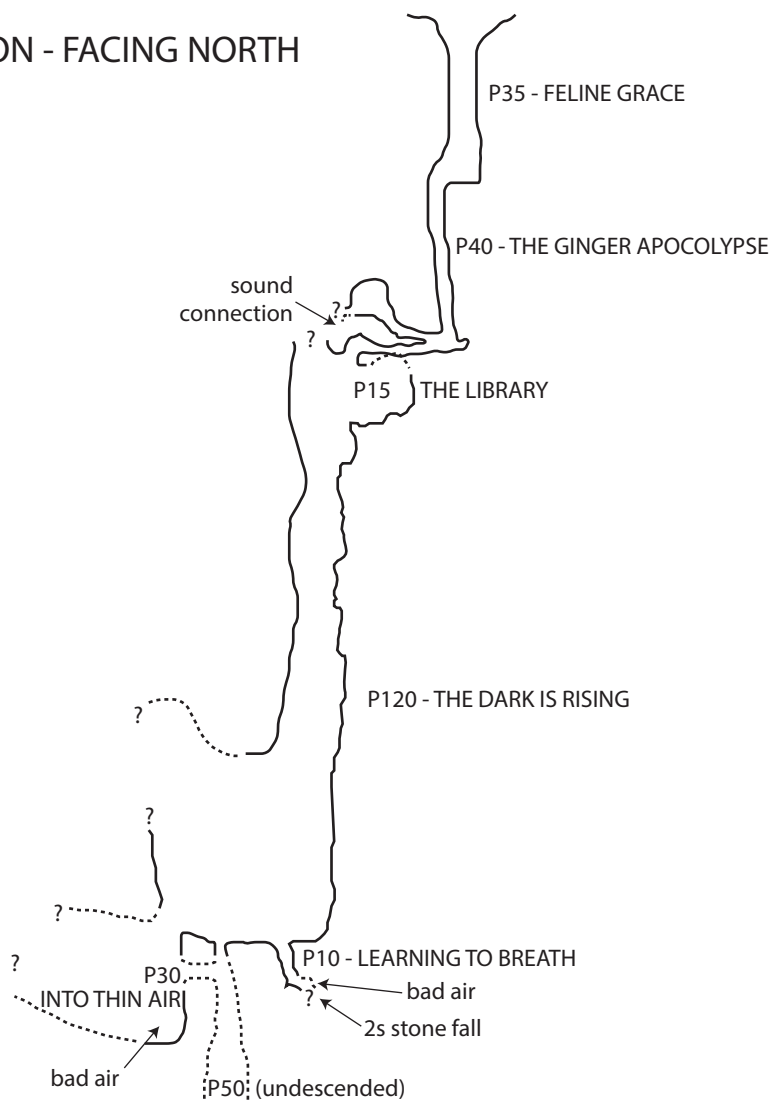 ON - FACING NORTH
P35 - FELINE GRACE
P40 - THE GINGER APOCOLYPSE
sound
connection
?
?
P15 THE LIBRARY
P120 - THE DARK IS RISING
?
?
?
?
P10 - LEARNING TO BREATH
P30
INTO THIN AIR
bad air
?
2s stone fall
bad air
P50 (undescended)